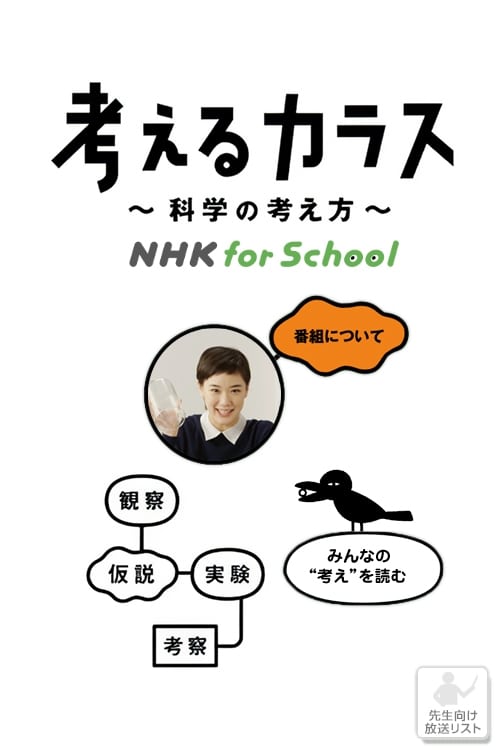 考えるカラス
～科学の考え方～
NHK for School
番組について
観察
仮説
実験
考察
みんなの
“考え”を読む
先生向け
放送リスト